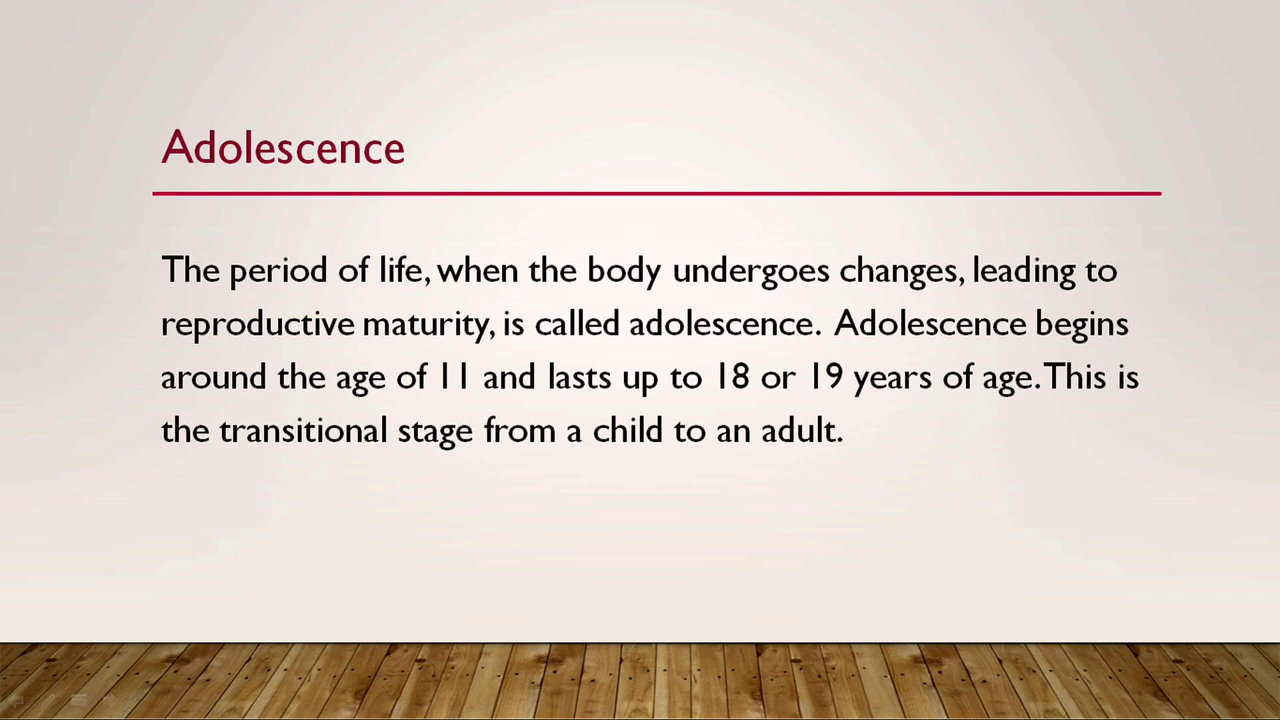 Adolescence
The period of life, when the body undergoes changes, leading to
reproductive maturity, is called adolescence.  Adolescence begins
around the age of 11 and lasts up to 18 or 19 years of age. This is
the transitional stage from a child to an adult.